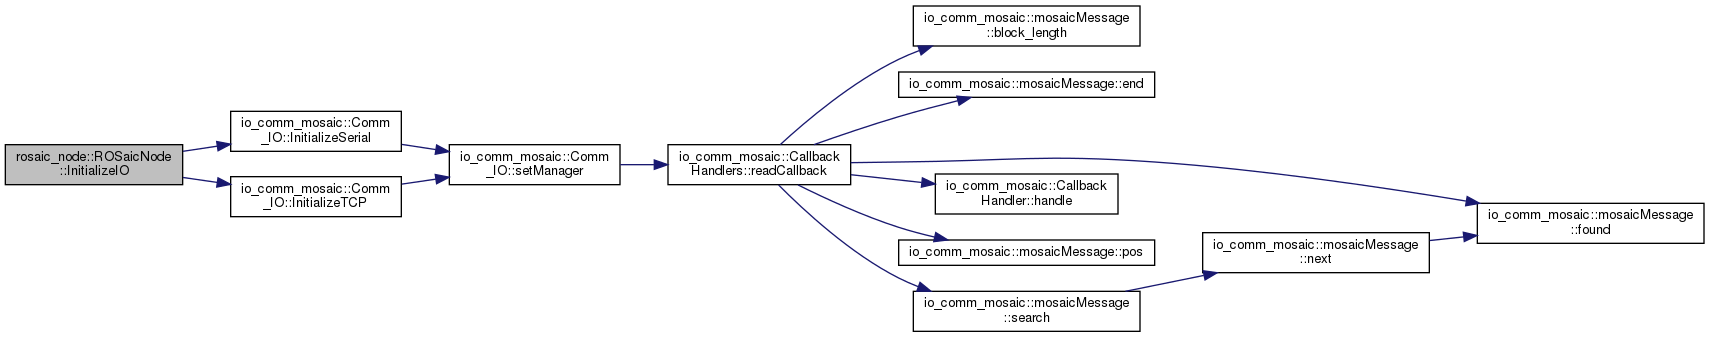 rosaic_node::ROSaicNode
::InitializeIO
io_comm_mosaic::Comm
_IO::InitializeSerial
io_comm_mosaic::Comm
_IO::InitializeTCP
io_comm_mosaic::Comm
_IO::setManager
io_comm_mosaic::Callback
Handlers::readCallback
io_comm_mosaic::mosaicMessage
::block_length
io_comm_mosaic::mosaicMessage::end
io_comm_mosaic::Callback
Handler::handle
io_comm_mosaic::mosaicMessage::pos
io_comm_mosaic::mosaicMessage
::search
io_comm_mosaic::mosaicMessage
::next
io_comm_mosaic::mosaicMessage
::found